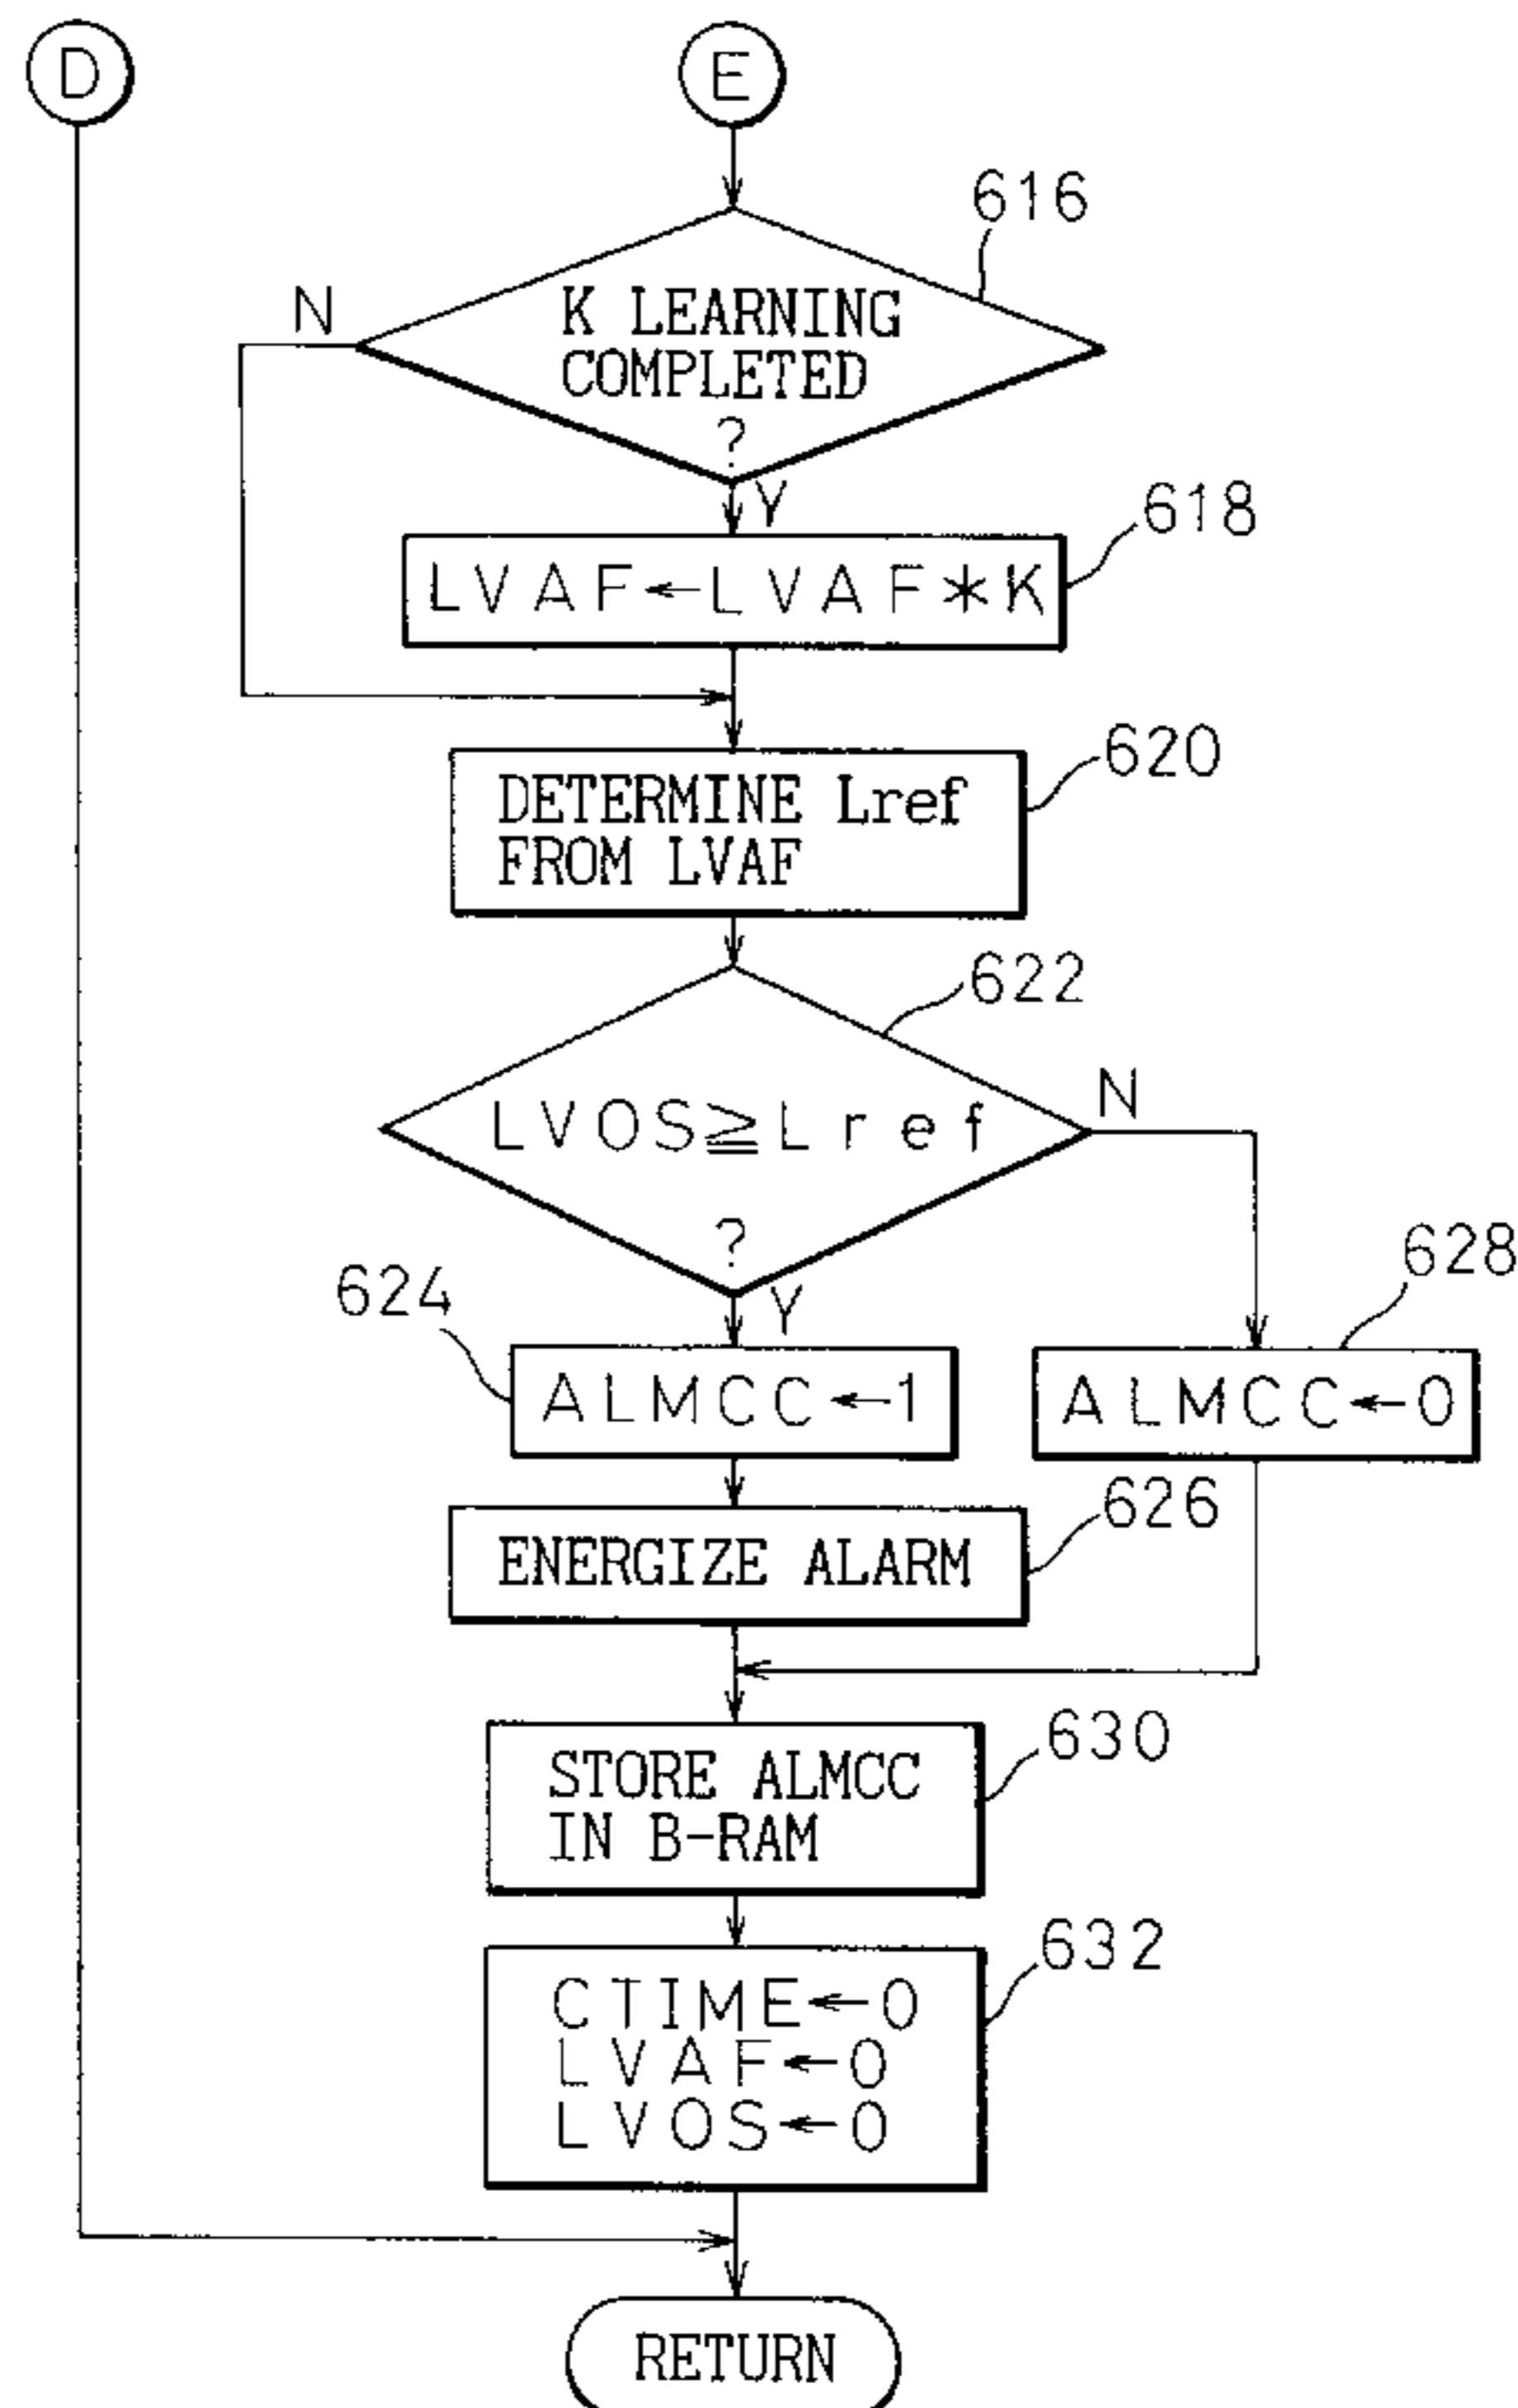 D
E
616
N
K LEARNING
COMPLETED
?
Y
618
LVAF←LVAF*K
620
DETERMINE Lref
FROM LVAF
622
LVOS≧Lref
?
N
Y
624
628
ALMCC←1
ALMCC←0
626
ENERGIZE ALARM
630
STORE ALMCC
IN B-RAM
632
CTIME←0
LVAF←0
LVOS←0
RETURN